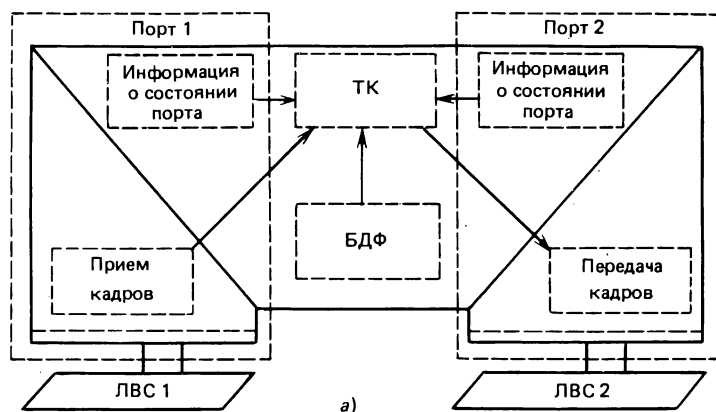 Порт 1
Порт 2
Информация
о состоянии
порта
ТК
Информация
о состоянии
порта
БДФ
Прием
кадров
Передача
кадров
ЛВС 1
ЛВС 2
а)